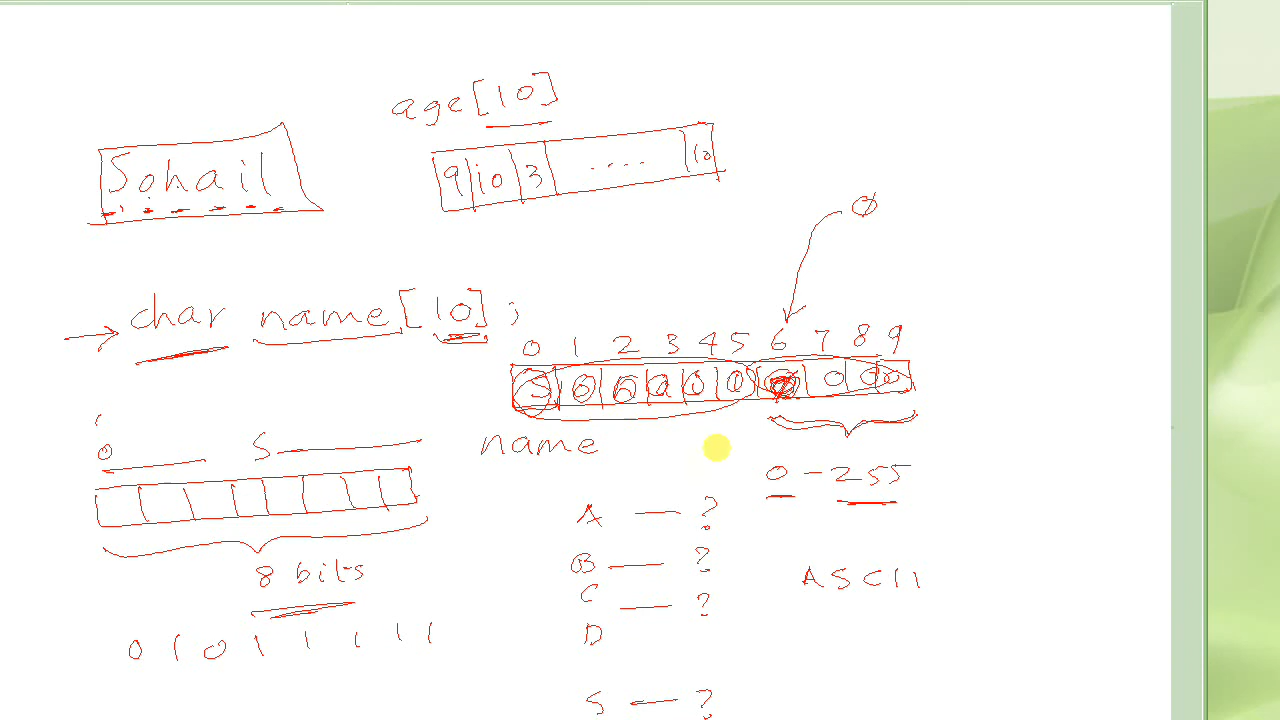 age[10]
Sohail
9 10 3 .... 10
Ø
char name[10] ;
0 1 2 3 4 5 6 7 8 9
S
0 S
name
0 - 255
A — ?
B — ?
8 bits
ASCII
C — ?
0 1 0 1 1 1 1 1
D
S — ?